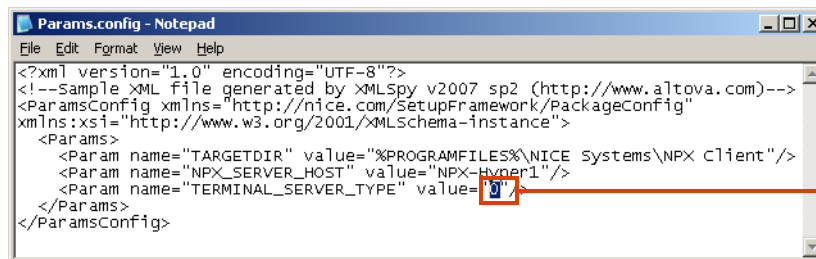 Params.config - Notepad
File Edit Format View Help
<?xml version="1.0" encoding="UTF-8"?>
<!--Sample XML file generated by XMLSpy v2007 sp2 (http://www.altova.com)-->
<ParamsConfig xmlns="http://nice.com/SetupFramework/PackageConfig"
xmlns:xsi="http://www.w3.org/2001/XMLSchema-instance">
<Params>
<Param name="TARGETDIR" value="%PROGRAMFILES%\NICE Systems\NPX Client"/>
<Param name="NPX_SERVER_HOST" value="NPX-Hyper1"/>
<Param name="TERMINAL_SERVER_TYPE" value="0"/>
</Params>
</ParamsConfig>